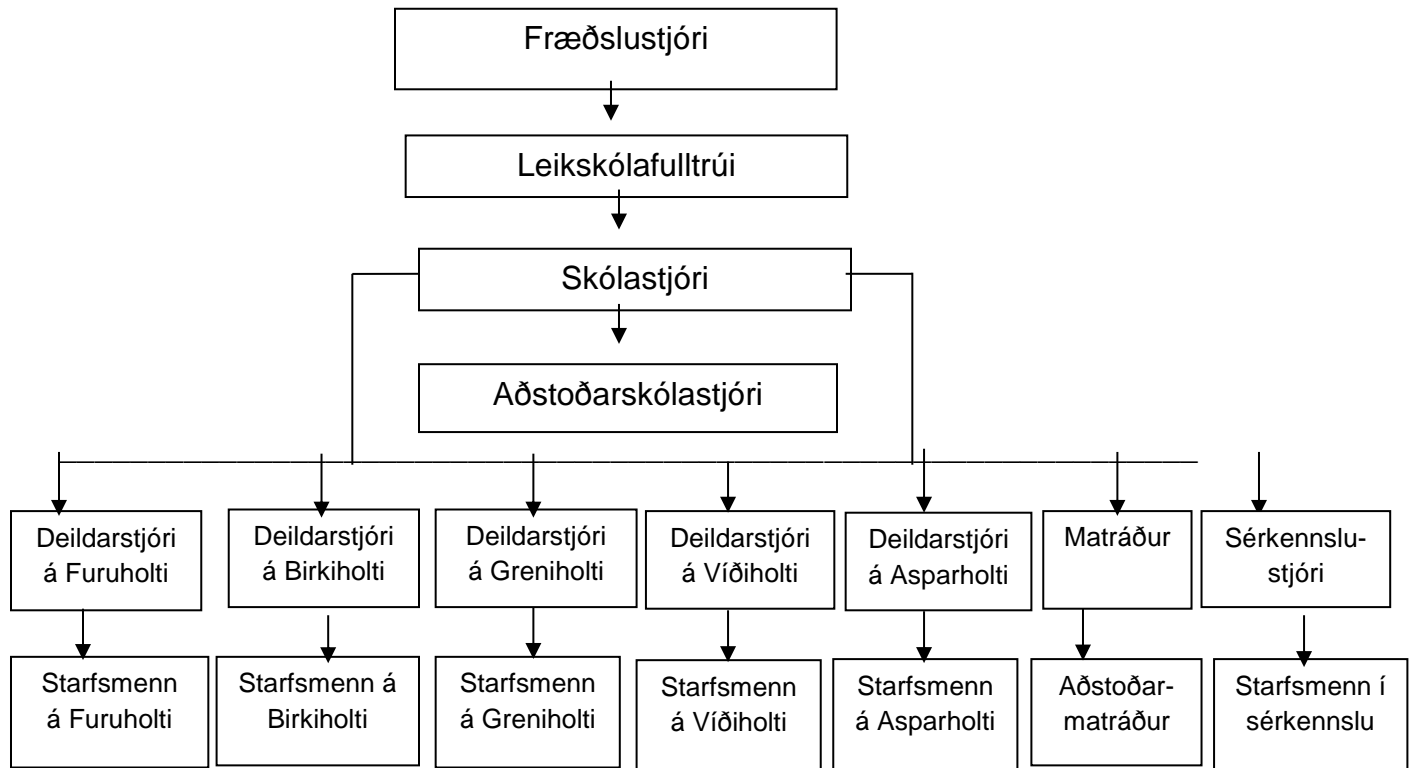 Fræðslustjóri
Leikskólafulltrúi
Skólastjóri
Aðstoðarskólastjóri
Deildarstjóri
á Furuholti
Deildarstjóri
á Birkiholti
Deildarstjóri
á Greniholti
Deildarstjóri
á Víðiholti
Deildarstjóri
á Asparholti
Matráður
Sérkennslu-
stjóri
Starfsmenn
á Furuholti
Starfsmenn á
Birkiholti
Starfsmenn
á Greniholti
Starfsmenn
á Víðiholti
Starfsmenn
á Asparholti
Aðstoðar-
matráður
Starfsmenn í
sérkennslu